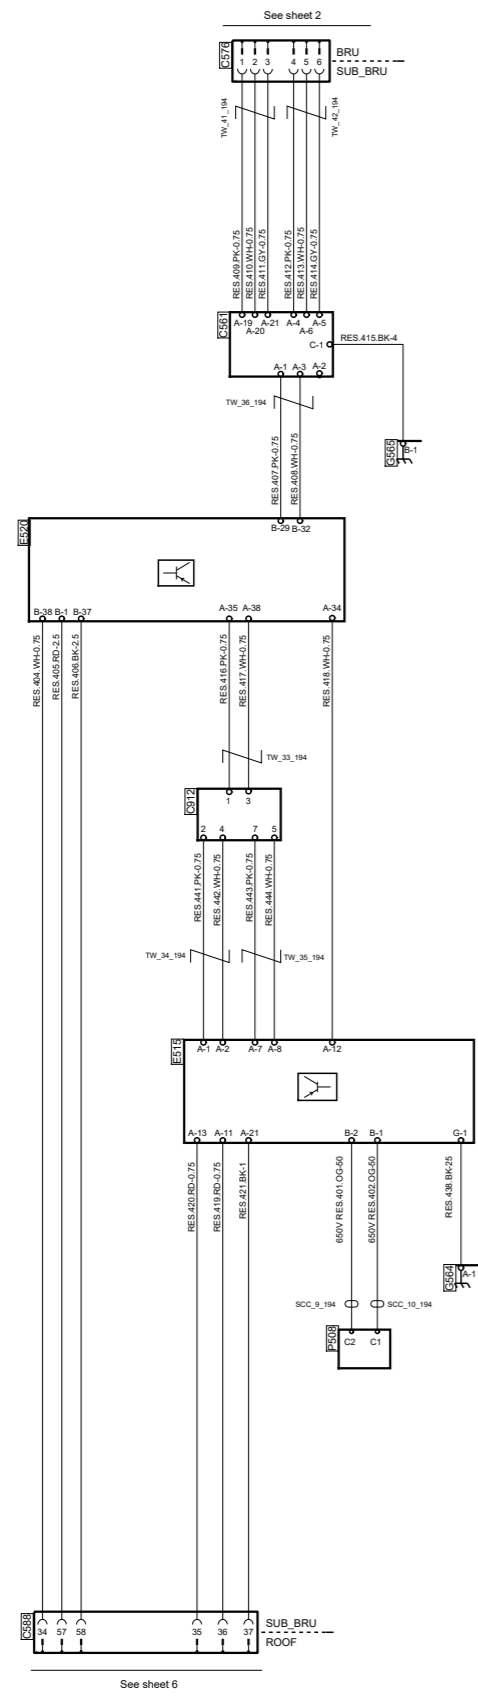 See sheet 2
C576
1 2 3 4 5 6
BRU
SUB_BRU
TW_41_194
TW_42_194
RES.409.PK-0.75
RES.410.WH-0.75
RES.411.GY-0.75
RES.412.PK-0.75
RES.413.WH-0.75
RES.414.GY-0.75
C561
A-19 A-20 A-21 A-4 A-6 A-5
C-1
RES.415.BK-4
A-1 A-3 A-2
TW_36_194
G565
B-1
RES.407.PK-0.75
RES.408.WH-0.75
E520
B-29 B-32
B-38 B-1 B-37 A-35 A-38 A-34
RES.404.WH-0.75
RES.405.RD-2.5
RES.406.BK-2.5
RES.416.PK-0.75
RES.417.WH-0.75
RES.418.WH-0.75
TW_33_194
C912
1 3
2 4 7 5
RES.441.PK-0.75
RES.442.WH-0.75
RES.443.PK-0.75
RES.444.WH-0.75
TW_34_194
TW_35_194
E515
A-1 A-2 A-7 A-8 A-12
A-13 A-11 A-21 B-2 B-1 G-1
RES.420.RD-0.75
RES.419.RD-0.75
RES.421.BK-1
650V RES.401.OG-50
650V RES.402.OG-50
RES.438.BK-25
G564
A-1
SCC_9_194
SCC_10_194
P508
C2 C1
C588
34 57 58 35 36 37
SUB_BRU
ROOF
See sheet 6